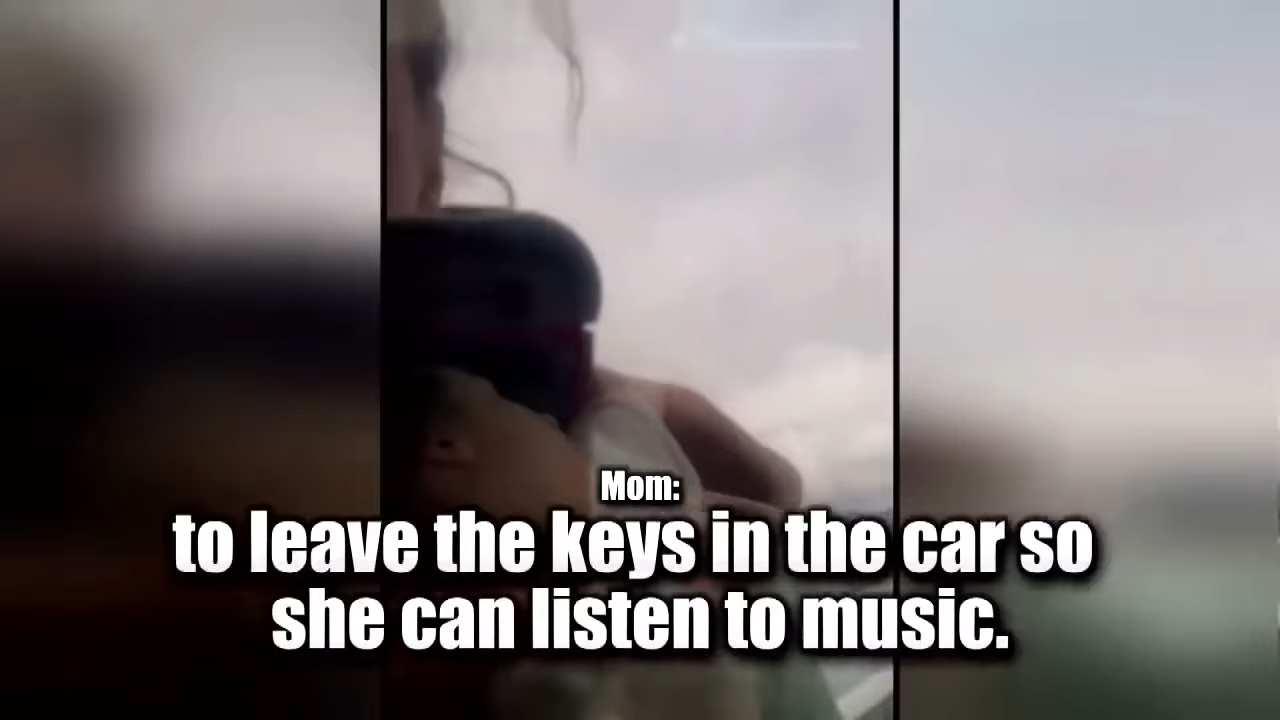 Mom:
to leave the keys in the car so
she can listen to music.